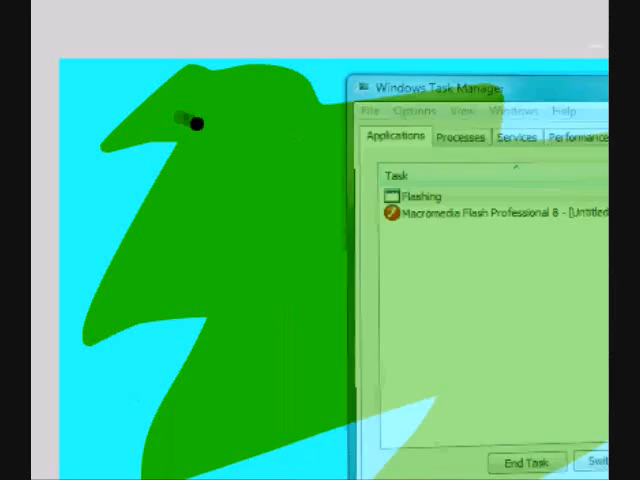 Windows Task Manager
File Options View Windows Help
Applications Processes Services Performance
Task
Flashing
Macromedia Flash Professional 8 - [Untitled
End Task Swit